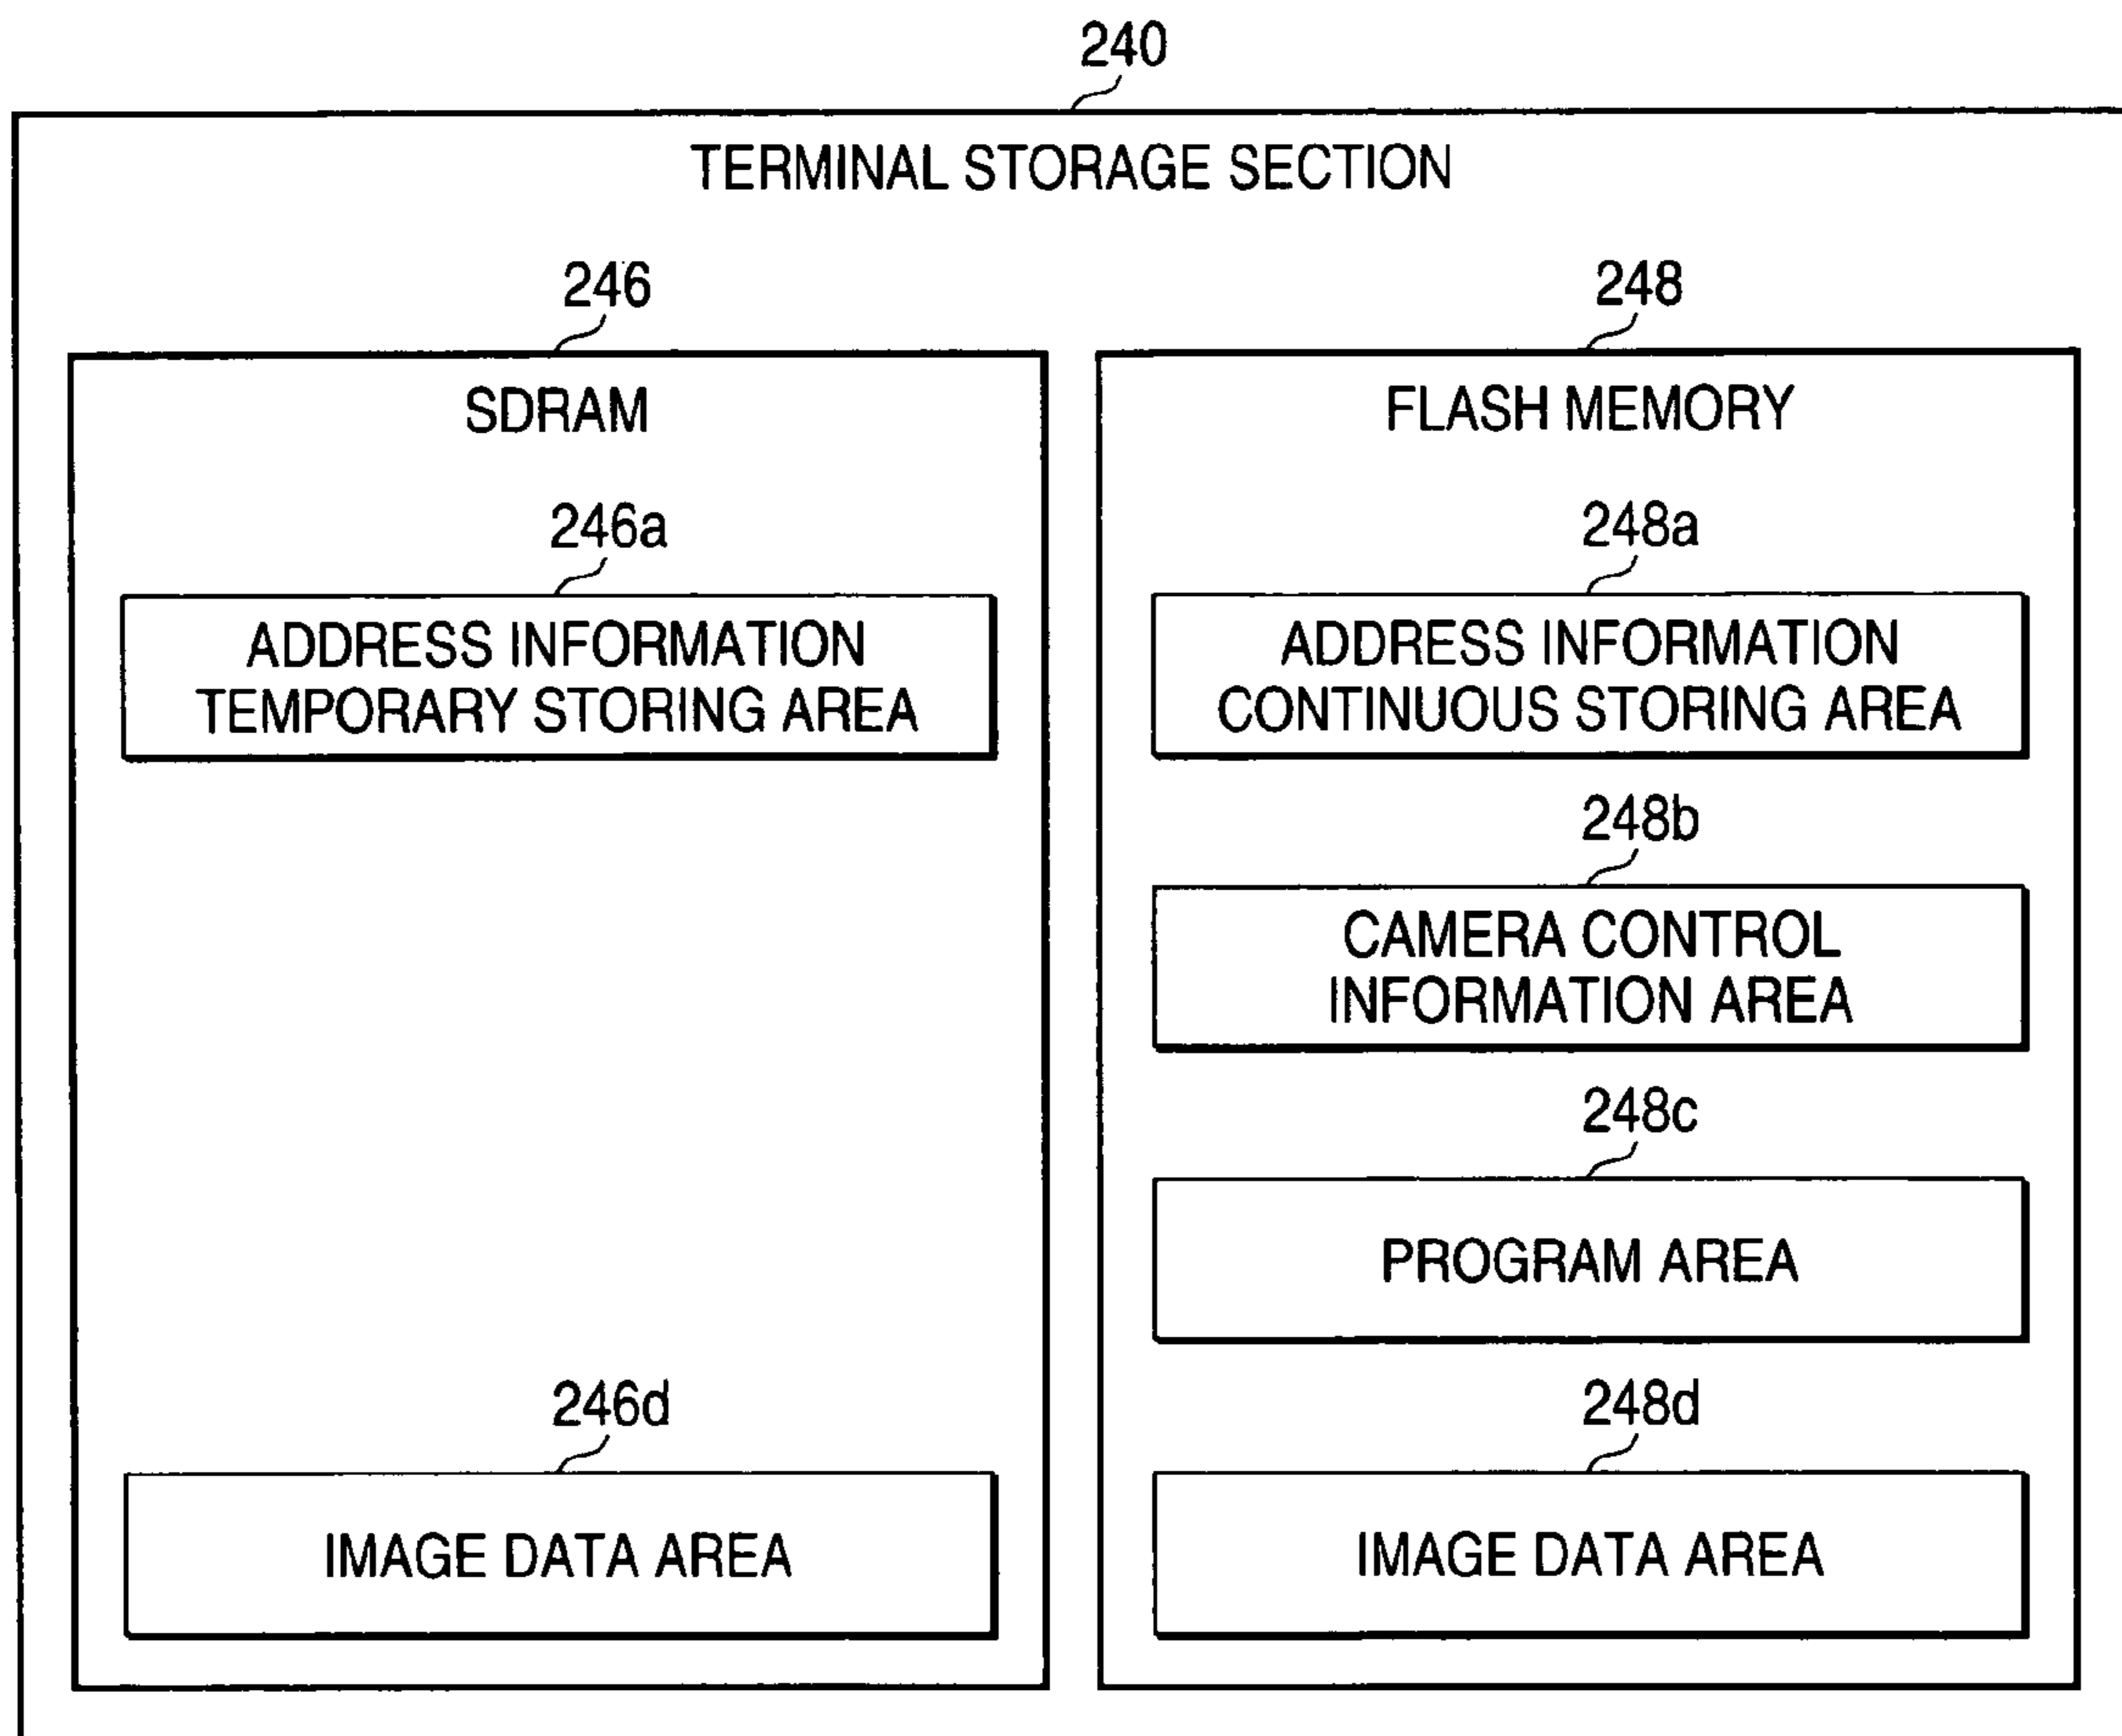 240
TERMINAL STORAGE SECTION
246
SDRAM
246a
ADDRESS INFORMATION
TEMPORARY STORING AREA
246d
IMAGE DATA AREA
248
FLASH MEMORY
248a
ADDRESS INFORMATION
CONTINUOUS STORING AREA
248b
CAMERA CONTROL
INFORMATION AREA
248c
PROGRAM AREA
248d
IMAGE DATA AREA